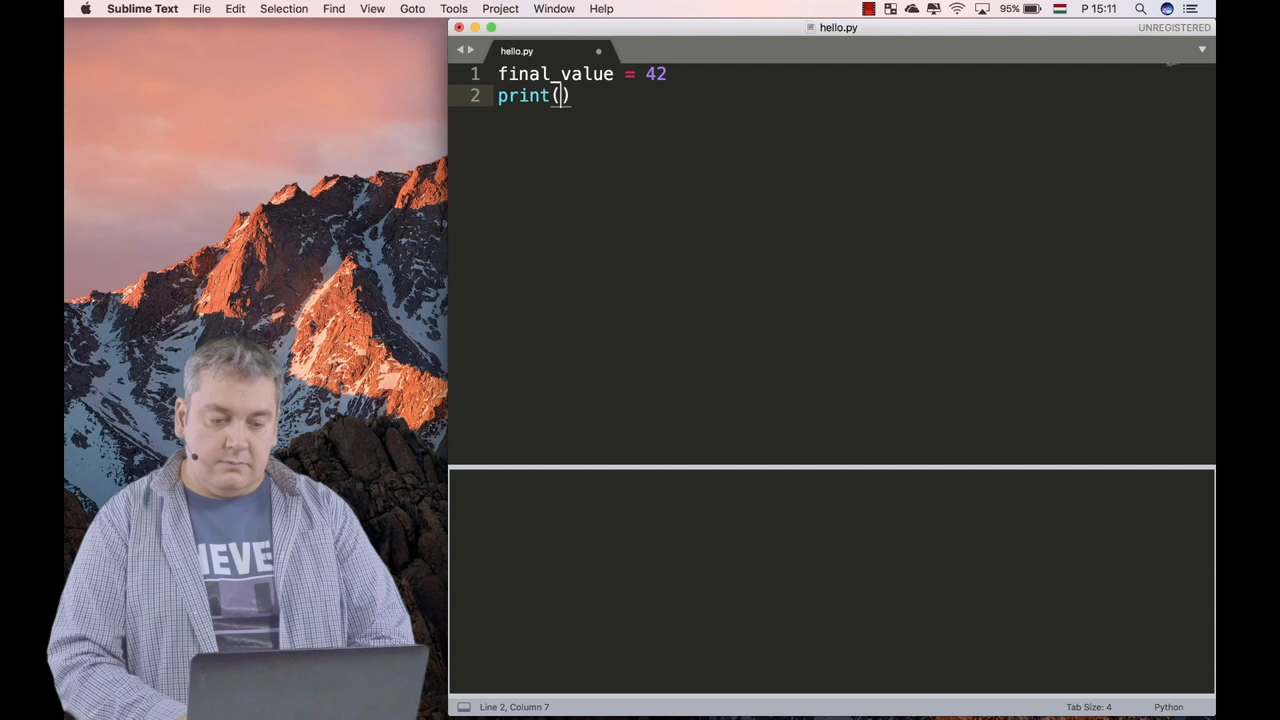 Sublime Text File Edit Selection Find View Goto Tools Project Window Help 95% P 15:11
hello.py UNREGISTERED
hello.py
1 final_value = 42
2 print()
IEVE
Line 2, Column 7 Tab Size: 4 Python